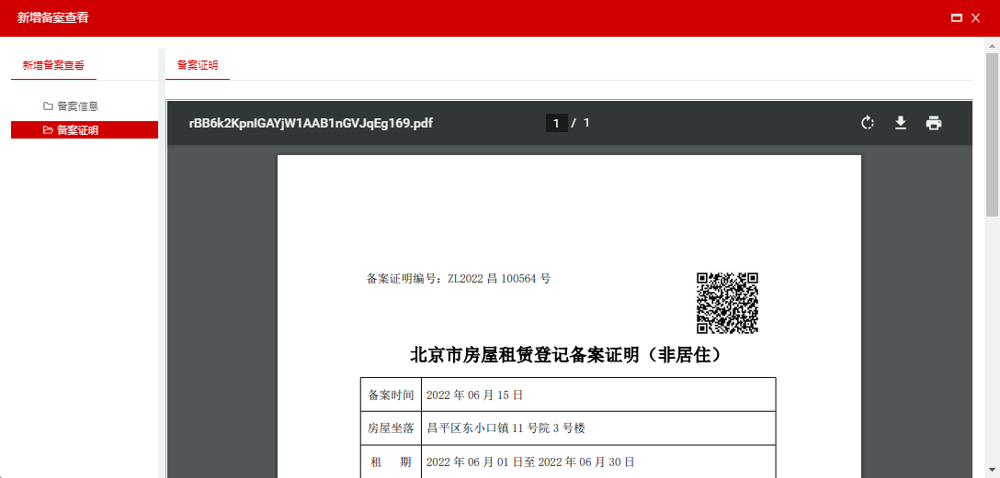 新增备案查看
新增备案查看
备案信息
备案证明
备案证明
rBB6k2KpnIGAYjW1AAB1nGVJqEg169.pdf
1 / 1
备案证明编号：ZL2022 昌 100564 号
北京市房屋租赁登记备案证明（非居住）
备案时间 2022 年 06 月 15 日
房屋坐落 昌平区东小口镇 11 号院 3 号楼
租 期 2022 年 06 月 01 日至 2022 年 06 月 30 日